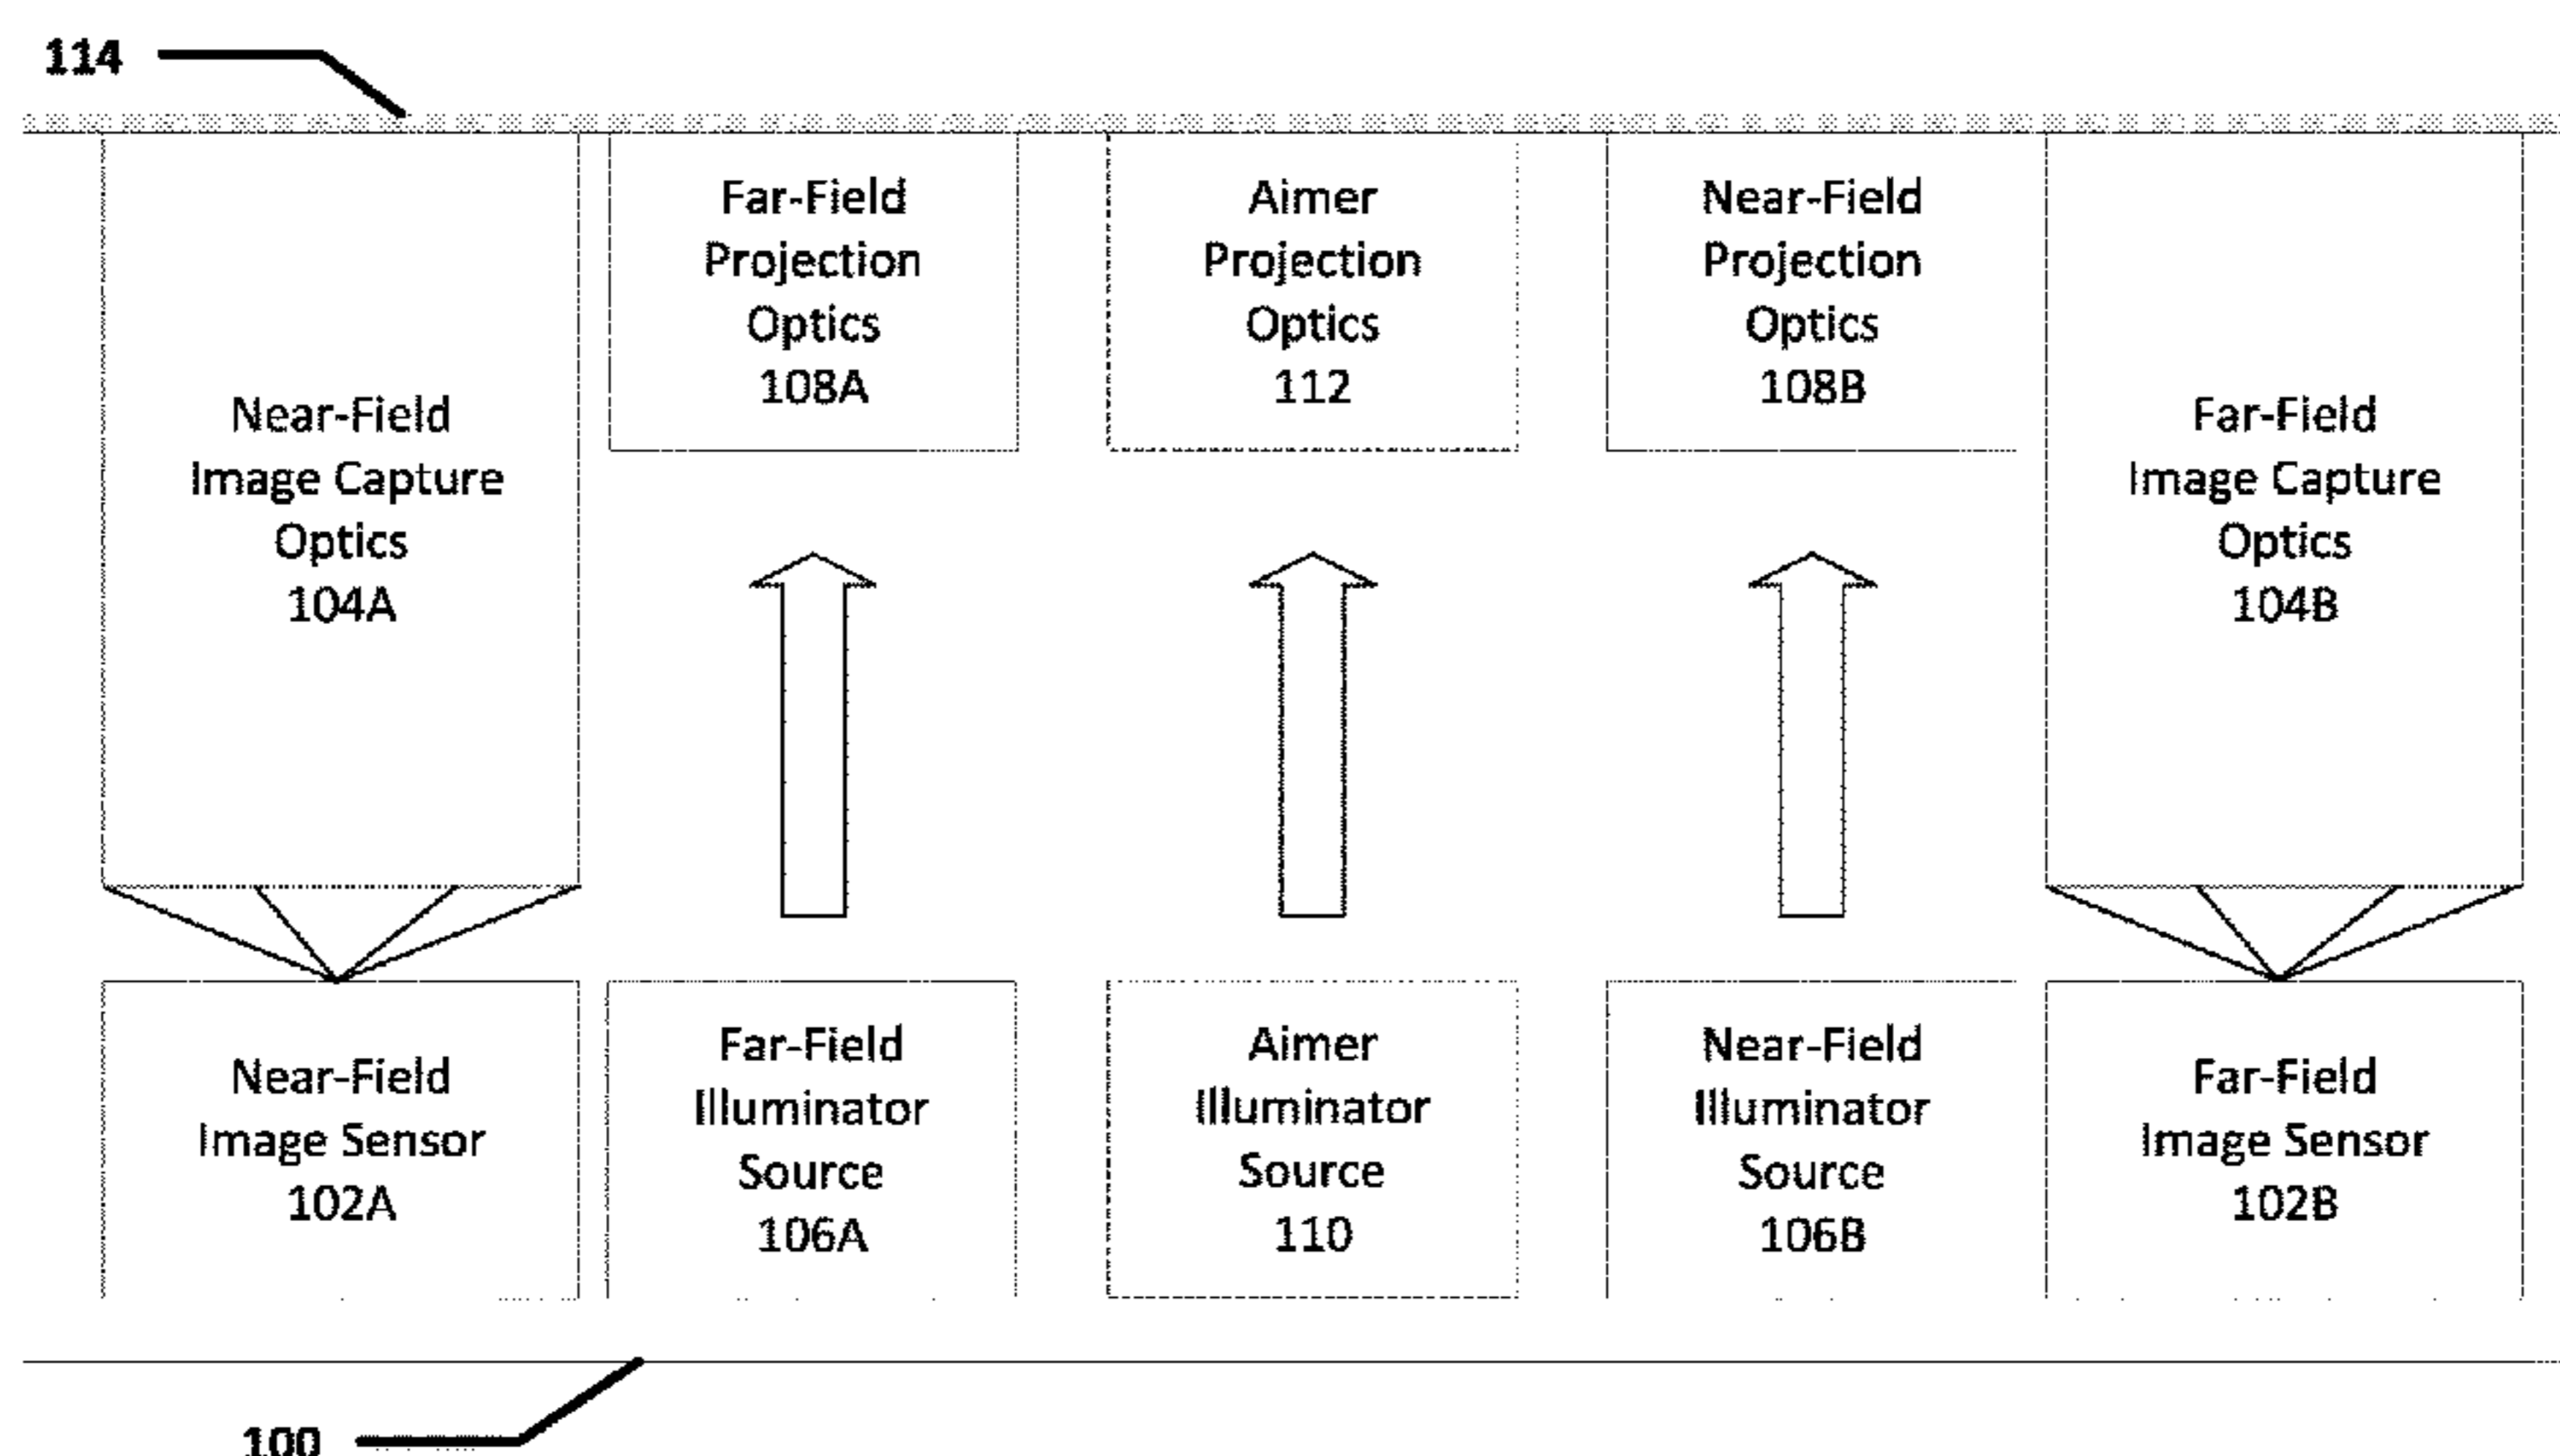 114
Near-Field
Image Capture
Optics
104A
Far-Field
Projection
Optics
108A
Aimer
Projection
Optics
112
Near-Field
Projection
Optics
108B
Far-Field
Image Capture
Optics
104B
Near-Field
Image Sensor
102A
Far-Field
Illuminator
Source
106A
Aimer
Illuminator
Source
110
Near-Field
Illuminator
Source
106B
Far-Field
Image Sensor
102B
100